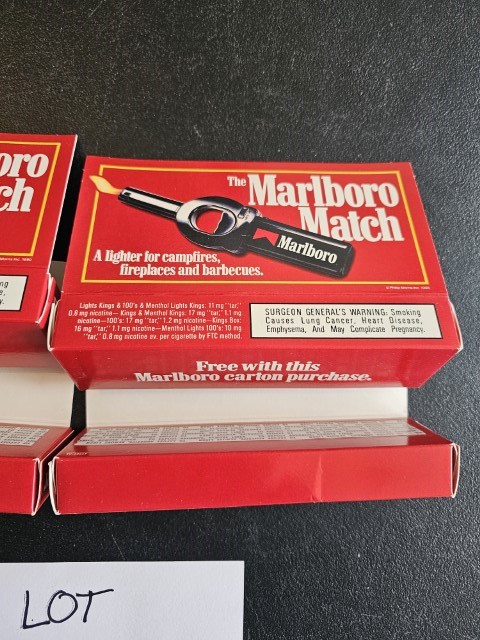 The Marlboro
Match
Marlboro
A lighter for campfires,
fireplaces and barbecues.
Lights Kings & 100's & Menthol Lights Kings: 11 mg "tar,"
0.8 mg nicotine—Kings & Menthol Kings: 17 mg "tar," 1.1 mg
nicotine—100's: 17 mg "tar," 1.2 mg nicotine—Kings Box:
16 mg "tar," 1.1 mg nicotine—Menthol Lights 100's: 10 mg
"tar," 0.8 mg nicotine av. per cigarette by FTC method.
SURGEON GENERAL'S WARNING: Smoking
Causes Lung Cancer, Heart Disease,
Emphysema, And May Complicate Pregnancy.
Free with this
Marlboro carton purchase.
oro
ch
LOT